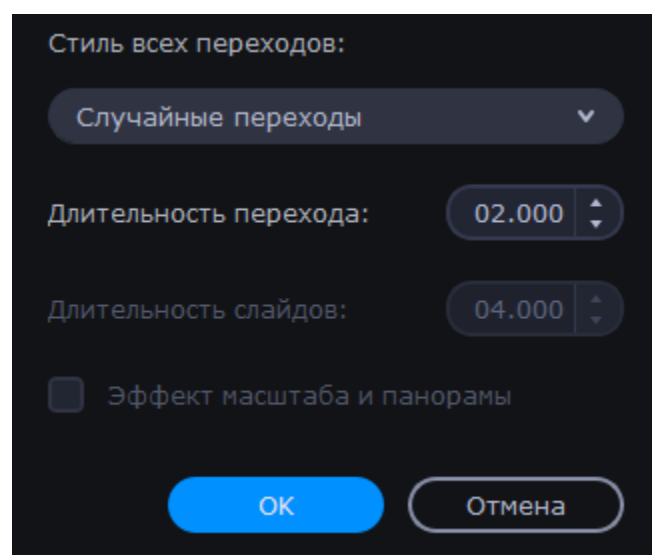 Стиль всех переходов:
Случайные переходы
Длительность перехода: 02.000
Длительность слайдов: 04.000
Эффект масштаба и панорамы
OK Отмена